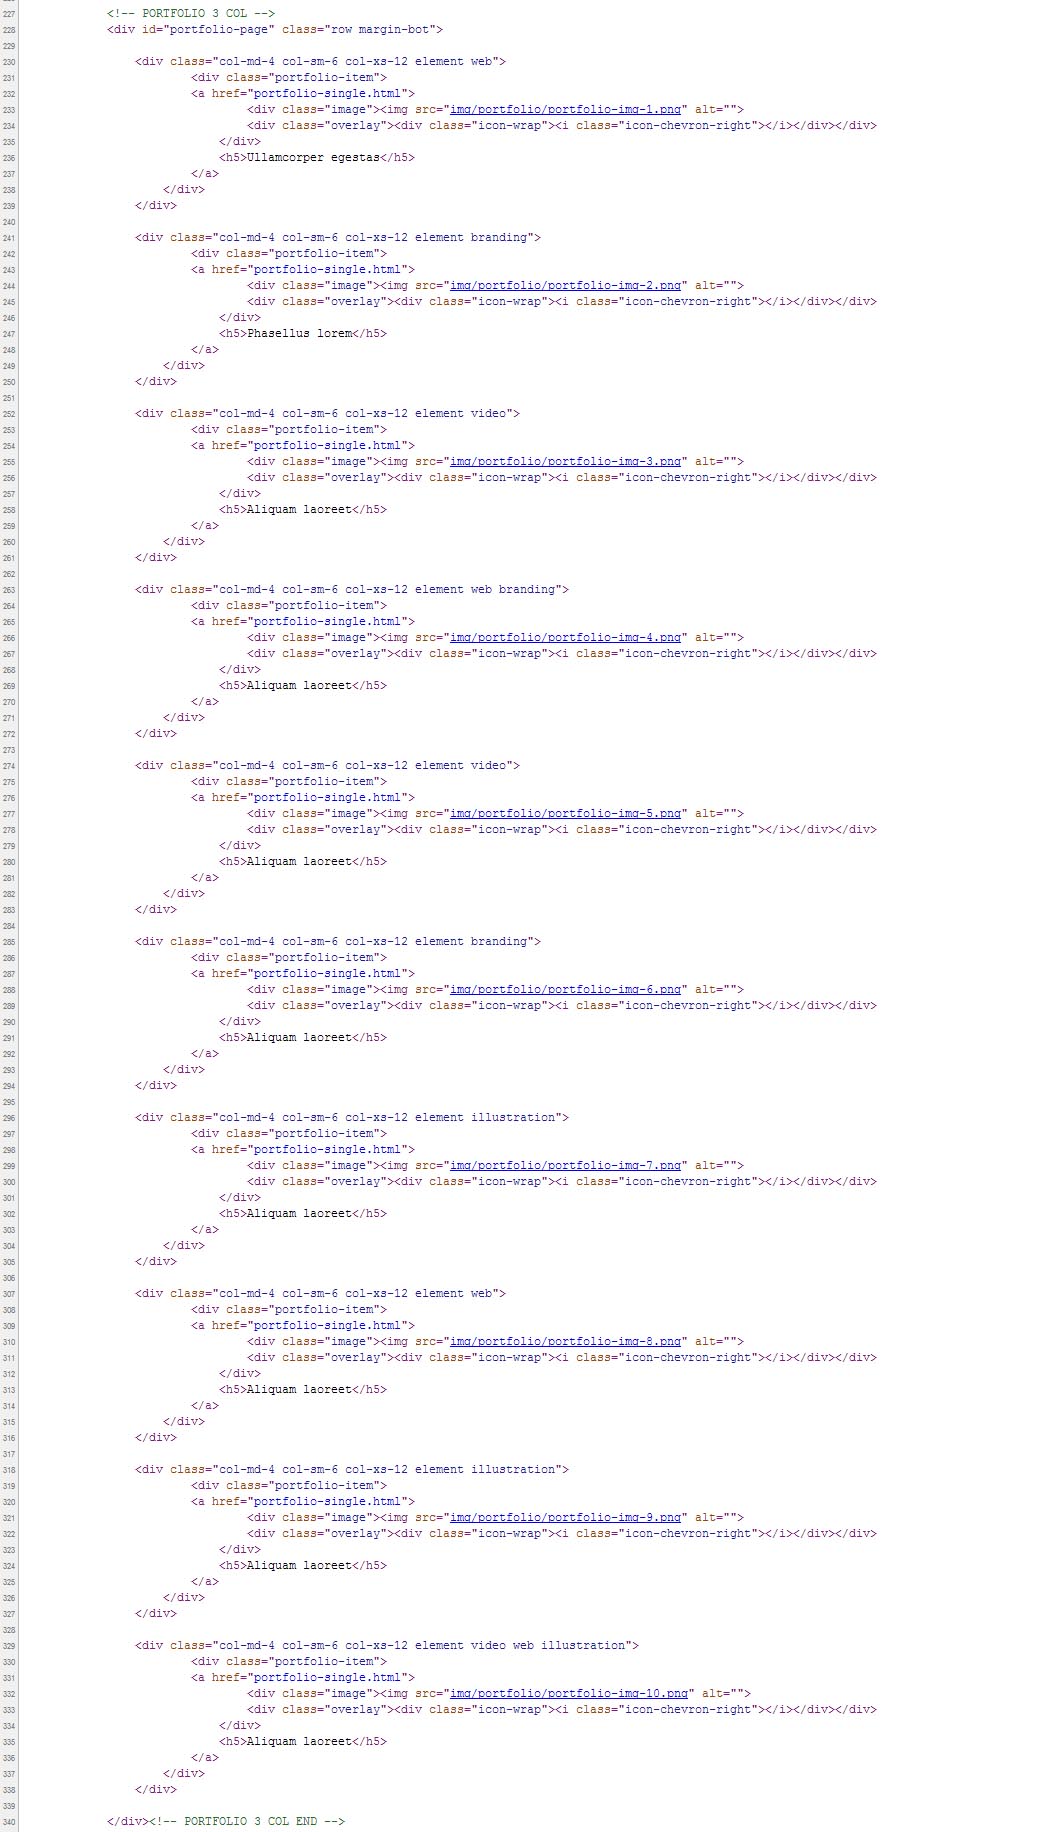 227 <!-- PORTFOLIO 3 COL -->
228 <div id="portfolio-page" class="row margin-bot">
229
230 <div class="col-md-4 col-sm-6 col-xs-12 element web">
231 <div class="portfolio-item">
232 <a href="portfolio-single.html">
233 <div class="image"><img src="img/portfolio/portfolio-img-1.png" alt="">
234 <div class="overlay"><div class="icon-wrap"><i class="icon-chevron-right"></i></div></div>
235 </div>
236 <h5>Ullamcorper egestas</h5>
237 </a>
238 </div>
239 </div>
240
241 <div class="col-md-4 col-sm-6 col-xs-12 element branding">
242 <div class="portfolio-item">
243 <a href="portfolio-single.html">
244 <div class="image"><img src="img/portfolio/portfolio-img-2.png" alt="">
245 <div class="overlay"><div class="icon-wrap"><i class="icon-chevron-right"></i></div></div>
246 </div>
247 <h5>Phasellus lorem</h5>
248 </a>
249 </div>
250 </div>
251
252 <div class="col-md-4 col-sm-6 col-xs-12 element video">
253 <div class="portfolio-item">
254 <a href="portfolio-single.html">
255 <div class="image"><img src="img/portfolio/portfolio-img-3.png" alt="">
256 <div class="overlay"><div class="icon-wrap"><i class="icon-chevron-right"></i></div></div>
257 </div>
258 <h5>Aliquam laoreet</h5>
259 </a>
260 </div>
261 </div>
262
263 <div class="col-md-4 col-sm-6 col-xs-12 element web branding">
264 <div class="portfolio-item">
265 <a href="portfolio-single.html">
266 <div class="image"><img src="img/portfolio/portfolio-img-4.png" alt="">
267 <div class="overlay"><div class="icon-wrap"><i class="icon-chevron-right"></i></div></div>
268 </div>
269 <h5>Aliquam laoreet</h5>
270 </a>
271 </div>
272 </div>
273
274 <div class="col-md-4 col-sm-6 col-xs-12 element video">
275 <div class="portfolio-item">
276 <a href="portfolio-single.html">
277 <div class="image"><img src="img/portfolio/portfolio-img-5.png" alt="">
278 <div class="overlay"><div class="icon-wrap"><i class="icon-chevron-right"></i></div></div>
279 </div>
280 <h5>Aliquam laoreet</h5>
281 </a>
282 </div>
283 </div>
284
285 <div class="col-md-4 col-sm-6 col-xs-12 element branding">
286 <div class="portfolio-item">
287 <a href="portfolio-single.html">
288 <div class="image"><img src="img/portfolio/portfolio-img-6.png" alt="">
289 <div class="overlay"><div class="icon-wrap"><i class="icon-chevron-right"></i></div></div>
290 </div>
291 <h5>Aliquam laoreet</h5>
292 </a>
293 </div>
294 </div>
295
296 <div class="col-md-4 col-sm-6 col-xs-12 element illustration">
297 <div class="portfolio-item">
298 <a href="portfolio-single.html">
299 <div class="image"><img src="img/portfolio/portfolio-img-7.png" alt="">
300 <div class="overlay"><div class="icon-wrap"><i class="icon-chevron-right"></i></div></div>
301 </div>
302 <h5>Aliquam laoreet</h5>
303 </a>
304 </div>
305 </div>
306
307 <div class="col-md-4 col-sm-6 col-xs-12 element web">
308 <div class="portfolio-item">
309 <a href="portfolio-single.html">
310 <div class="image"><img src="img/portfolio/portfolio-img-8.png" alt="">
311 <div class="overlay"><div class="icon-wrap"><i class="icon-chevron-right"></i></div></div>
312 </div>
313 <h5>Aliquam laoreet</h5>
314 </a>
315 </div>
316 </div>
317
318 <div class="col-md-4 col-sm-6 col-xs-12 element illustration">
319 <div class="portfolio-item">
320 <a href="portfolio-single.html">
321 <div class="image"><img src="img/portfolio/portfolio-img-9.png" alt="">
322 <div class="overlay"><div class="icon-wrap"><i class="icon-chevron-right"></i></div></div>
323 </div>
324 <h5>Aliquam laoreet</h5>
325 </a>
326 </div>
327 </div>
328
329 <div class="col-md-4 col-sm-6 col-xs-12 element video web illustration">
330 <div class="portfolio-item">
331 <a href="portfolio-single.html">
332 <div class="image"><img src="img/portfolio/portfolio-img-10.png" alt="">
333 <div class="overlay"><div class="icon-wrap"><i class="icon-chevron-right"></i></div></div>
334 </div>
335 <h5>Aliquam laoreet</h5>
336 </a>
337 </div>
338 </div>
339
340 </div><!-- PORTFOLIO 3 COL END -->